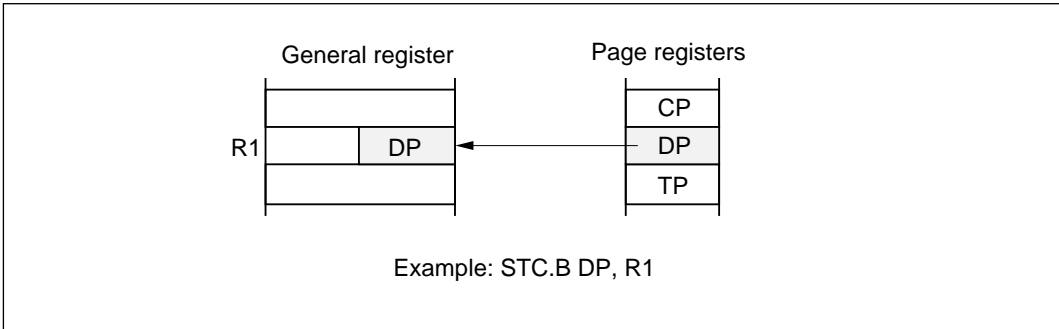 General register Page registers
CP
R1 DP DP
TP
Example: STC.B DP, R1